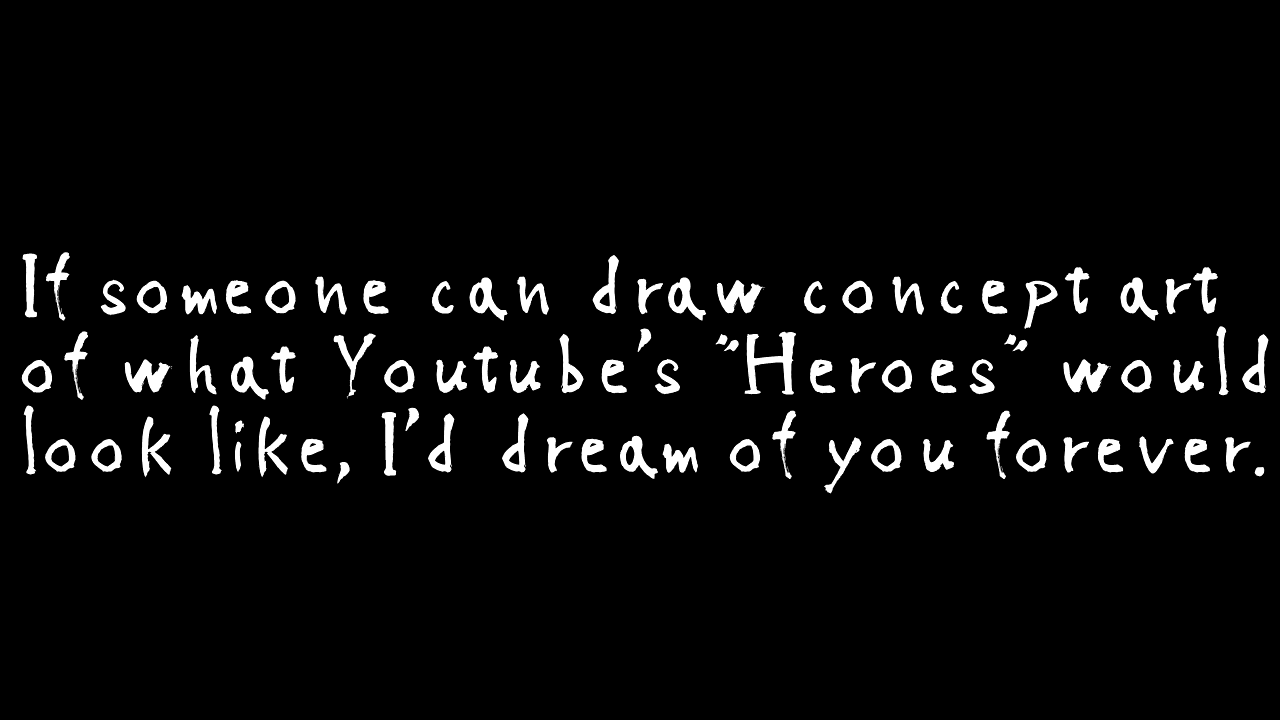 If someone can draw concept art
of what Youtube's "Heroes" would
look like, I'd dream of you forever.